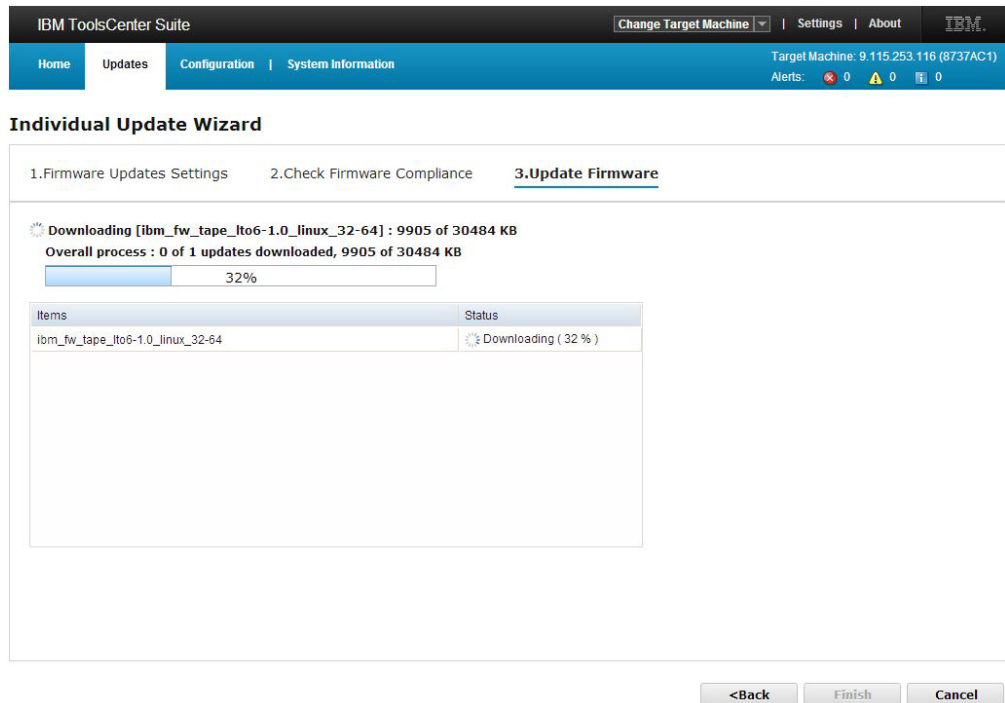 IBM ToolsCenter Suite
Change Target Machine | Settings | About IBM.
Home Updates Configuration | System Information
Target Machine: 9.115.253.116 (8737AC1)
Alerts: 0 0 0
Individual Update Wizard
1.Firmware Updates Settings 2.Check Firmware Compliance 3.Update Firmware
Downloading [ibm_fw_tape_lto6-1.0_linux_32-64] : 9905 of 30484 KB
Overall process : 0 of 1 updates downloaded, 9905 of 30484 KB
32%
Items Status
ibm_fw_tape_lto6-1.0_linux_32-64 Downloading ( 32 % )
<Back Finish Cancel